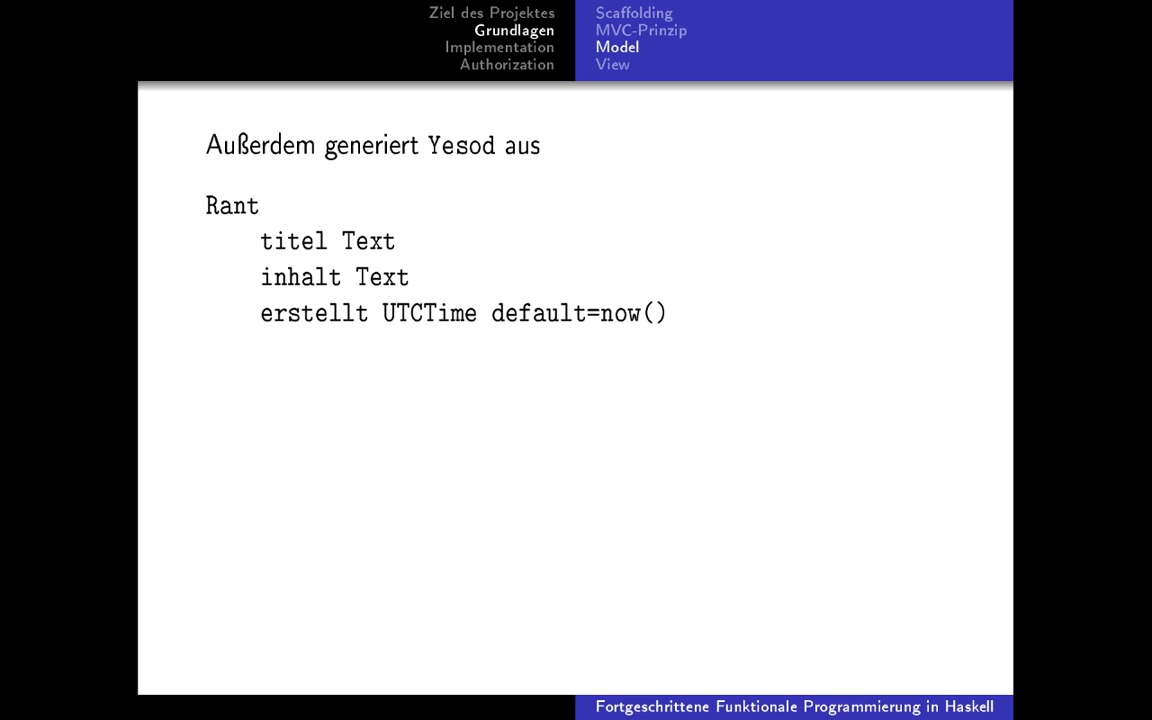 Ziel des Projektes
Grundlagen
Implementation
Authorization
Scaffolding
MVC-Prinzip
Model
View
Außerdem generiert Yesod aus
Rant
titel Text
inhalt Text
erstellt UTCTime default=now()
Fortgeschrittene Funktionale Programmierung in Haskell